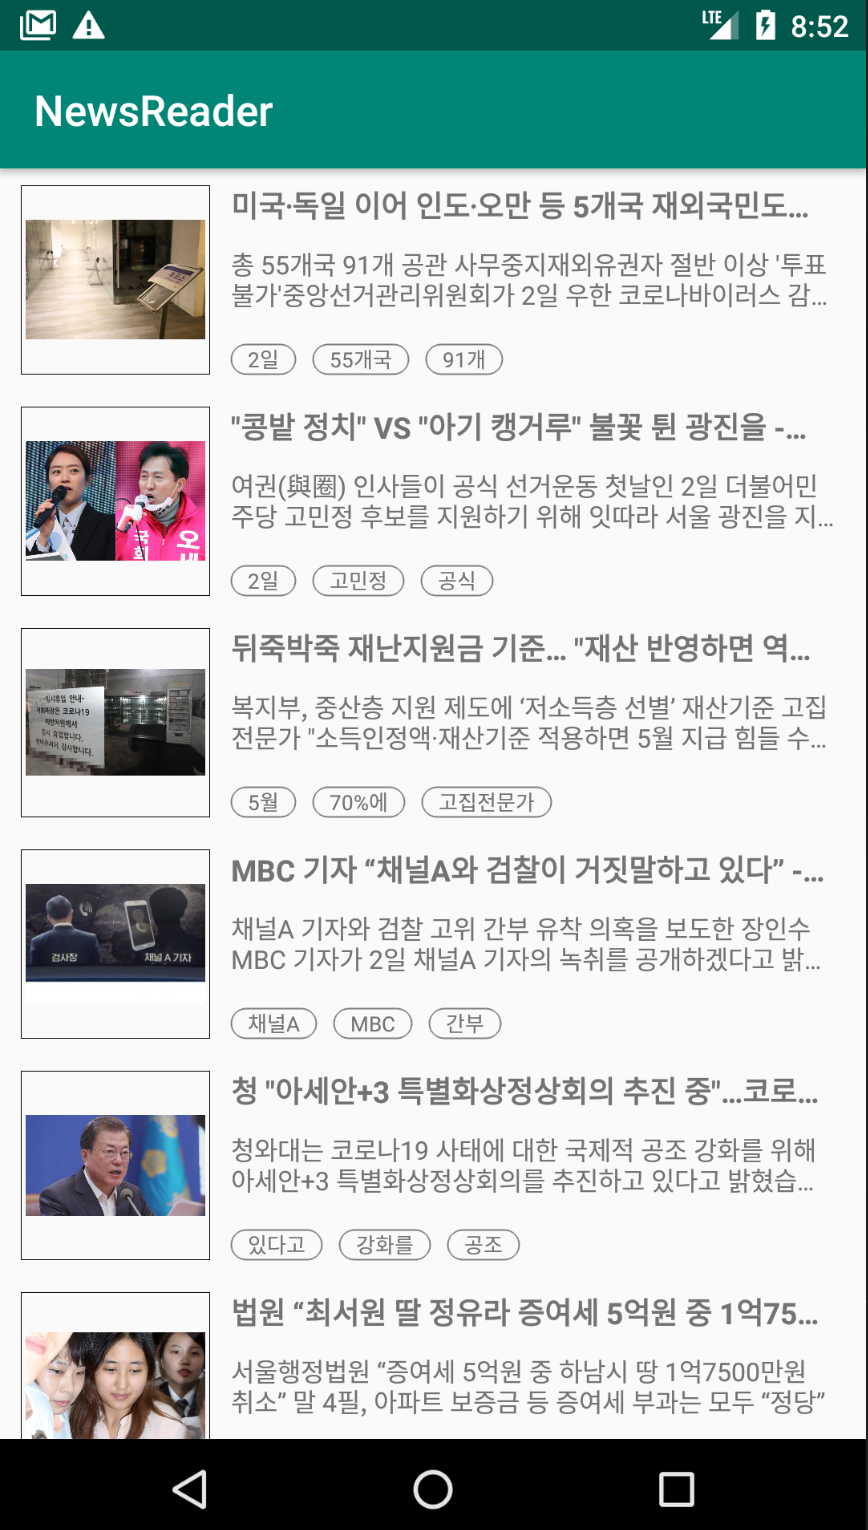 LTE 8:52
NewsReader
미국·독일 이어 인도·오만 등 5개국 재외국민도...
총 55개국 91개 공관 사무중지재외유권자 절반 이상 '투표
불가'중앙선거관리위원회가 2일 우한 코로나바이러스 감...
2일 55개국 91개
"콩밭 정치" VS "아기 캥거루" 불꽃 튄 광진을 -...
여권(與圈) 인사들이 공식 선거운동 첫날인 2일 더불어민
주당 고민정 후보를 지원하기 위해 잇따라 서울 광진을 지...
2일 고민정 공식
뒤죽박죽 재난지원금 기준... "재산 반영하면 역...
복지부, 중산층 지원 제도에 ‘저소득층 선별’ 재산기준 고집
전문가 "소득인정액·재산기준 적용하면 5월 지급 힘들 수...
5월 70%에 고집전문가
MBC 기자 “채널A와 검찰이 거짓말하고 있다” -...
채널A 기자와 검찰 고위 간부 유착 의혹을 보도한 장인수
MBC 기자가 2일 채널A 기자의 녹취를 공개하겠다고 밝...
검사장 채널 A 기자
채널A MBC 간부
청 "아세안+3 특별화상정상회의 추진 중"...코로...
청와대는 코로나19 사태에 대한 국제적 공조 강화를 위해
아세안+3 특별화상정상회의를 추진하고 있다고 밝혔습...
있다고 강화를 공조
법원 “최서원 딸 정유라 증여세 5억원 중 1억75...
서울행정법원 “증여세 5억원 중 하남시 땅 1억7500만원
취소” 말 4필, 아파트 보증금 등 증여세 부과는 모두 “정당”